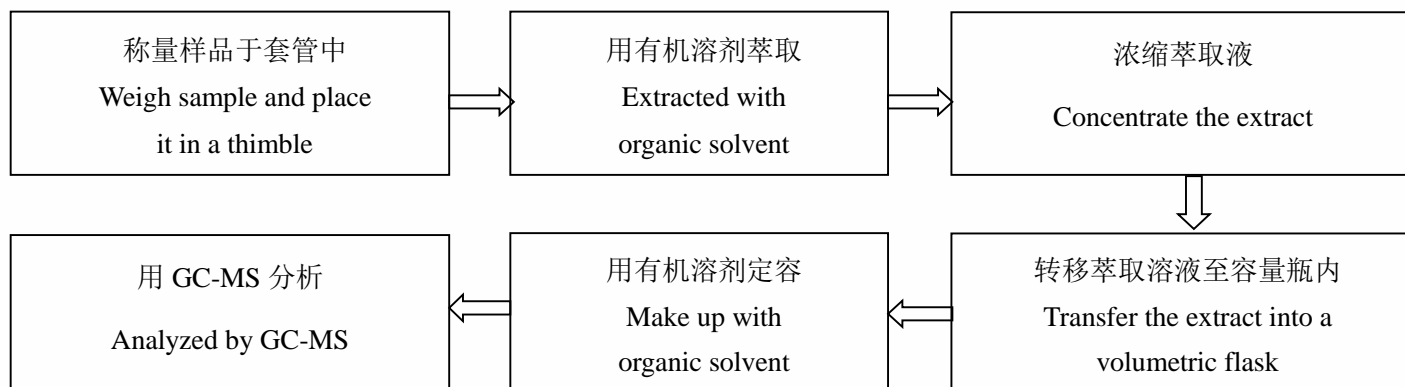 称量样品于套管中
Weigh sample and place
it in a thimble
用有机溶剂萃取
Extracted with
organic solvent
浓缩萃取液
Concentrate the extract
转移萃取溶液至容量瓶内
Transfer the extract into a
volumetric flask
用有机溶剂定容
Make up with
organic solvent
用 GC-MS 分析
Analyzed by GC-MS